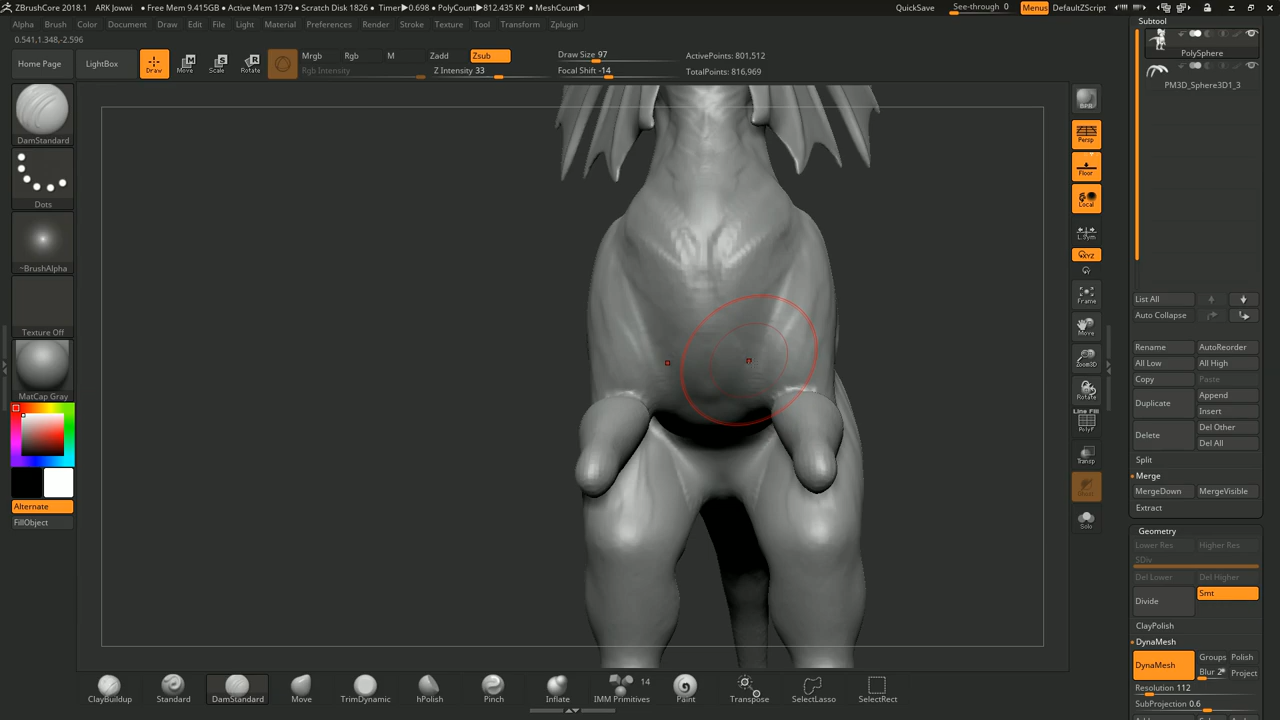 ZBrushCore 2018.1 ARK Jowwi • Free Mem 9.415GB • Active Mem 1379 • Scratch Disk 1826 • Timer▶0.698 • PolyCount▶812.435 KP • MeshCount▶1 QuickSave See-through 0 Menus DefaultZScript
Alpha Brush Color Document Draw Edit File Layer Light Material Preferences Render Stencil Stroke Texture Tool Transform Zplugin
0.541,1.348,-2.596
Home Page LightBox Draw Move Scale Rotate
Mrgb Rgb M Zadd Zsub
Rgb Intensity Z Intensity 33
Draw Size 97
Focal Shift -14
ActivePoints: 801,512
TotalPoints: 816,969
DamStandard
Dots
~BrushAlpha
Texture Off
MatCap Gray
Alternate
FillObject
BPR
Persp
Floor
Local
L.Sym
XYZ
Frame
Move
Zoom3D
Rotate
Line Fill
PolyF
Transp
Ghost
Solo
Subtool
PolySphere
PM3D_Sphere3D1_3
List All
Auto Collapse
Rename AutoReorder
All Low All High
Copy Paste
Duplicate Append
Insert
Delete Del Other
Del All
Split
Merge
MergeDown MergeVisible
Extract
Geometry
Lower Res Higher Res
SDiv
Del Lower Del Higher
Divide Smt
ClayPolish
DynaMesh
DynaMesh Groups Polish
Blur 2 Project
Resolution 112
SubProjection 0.6
ClayBuildup Standard DamStandard Move TrimDynamic hPolish Pinch Inflate IMM Primitives 14 Paint Transpose SelectLasso SelectRect